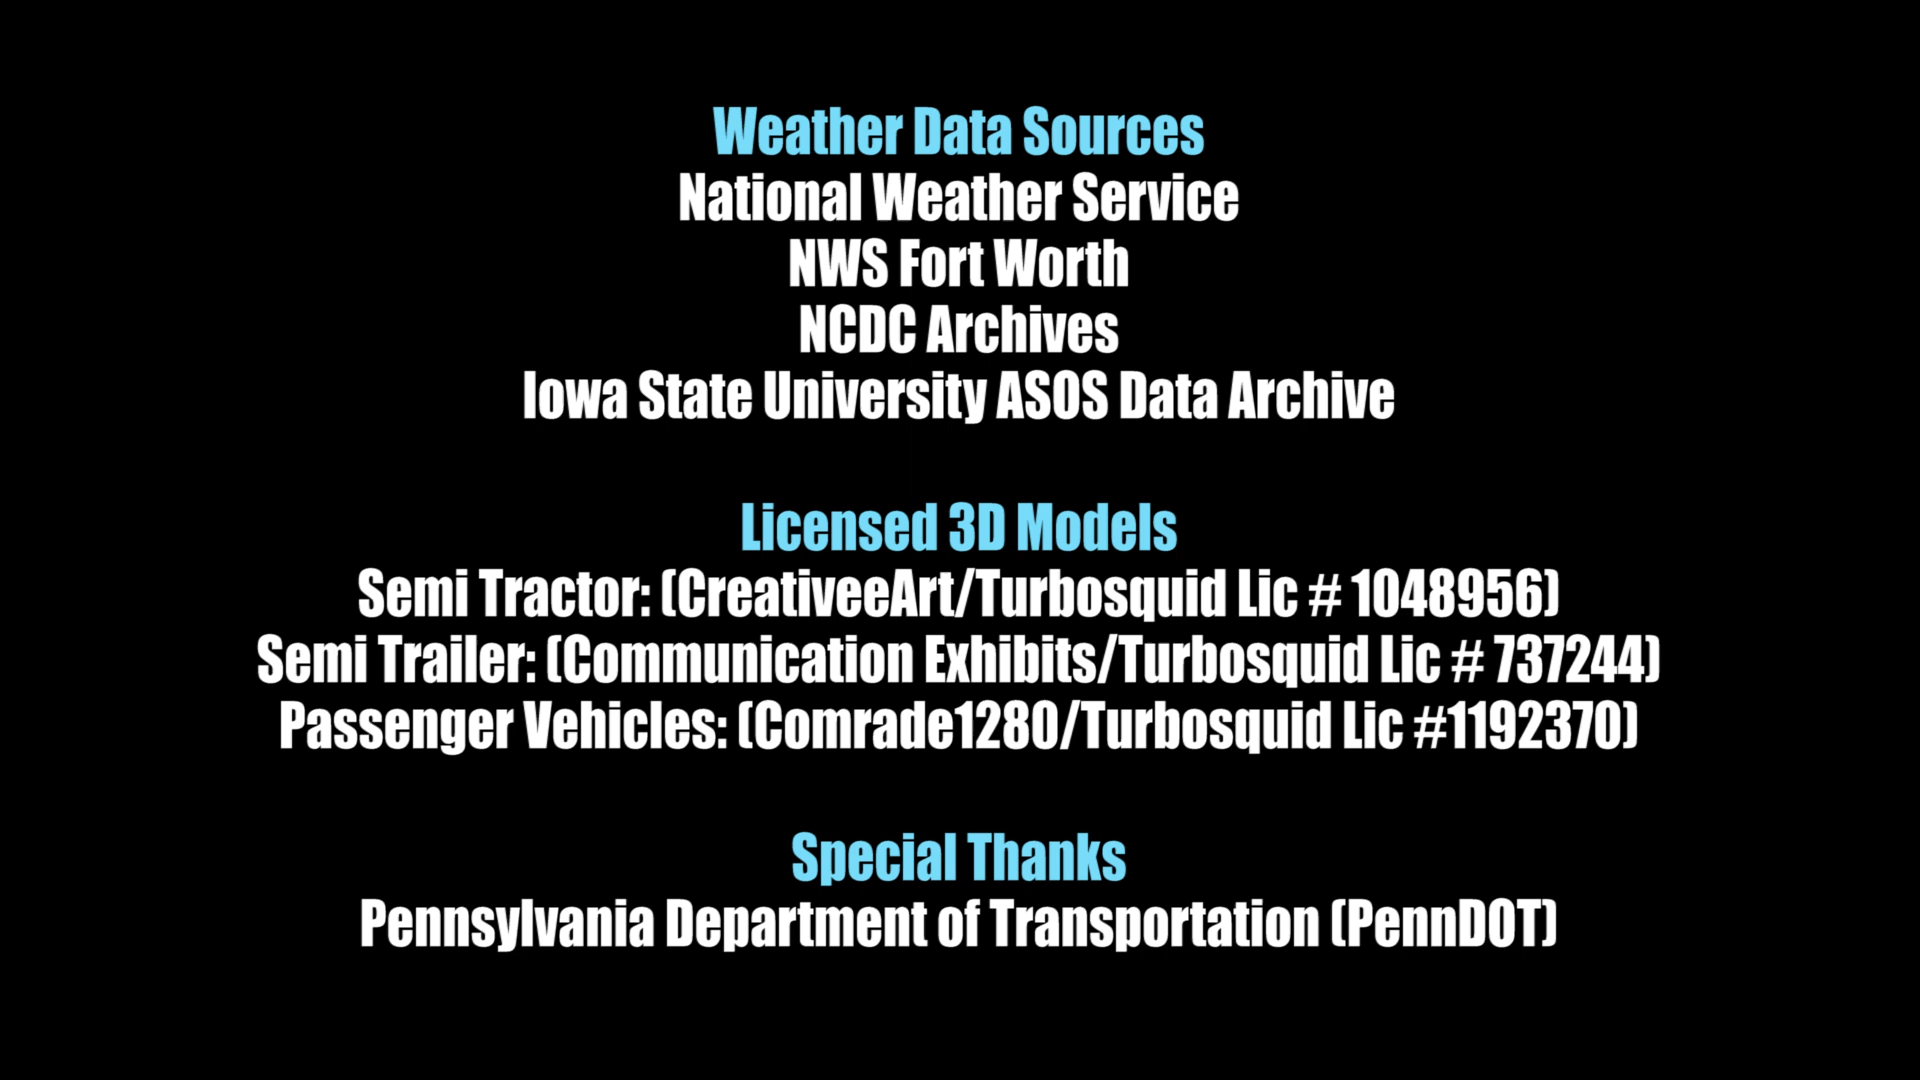 Weather Data Sources
National Weather Service
NWS Fort Worth
NCDC Archives
Iowa State University ASOS Data Archive
Licensed 3D Models
Semi Tractor: (CreativeeArt/Turbosquid Lic # 1048956)
Semi Trailer: (Communication Exhibits/Turbosquid Lic # 737244)
Passenger Vehicles: (Comrade1280/Turbosquid Lic #1192370)
Special Thanks
Pennsylvania Department of Transportation (PennDOT)